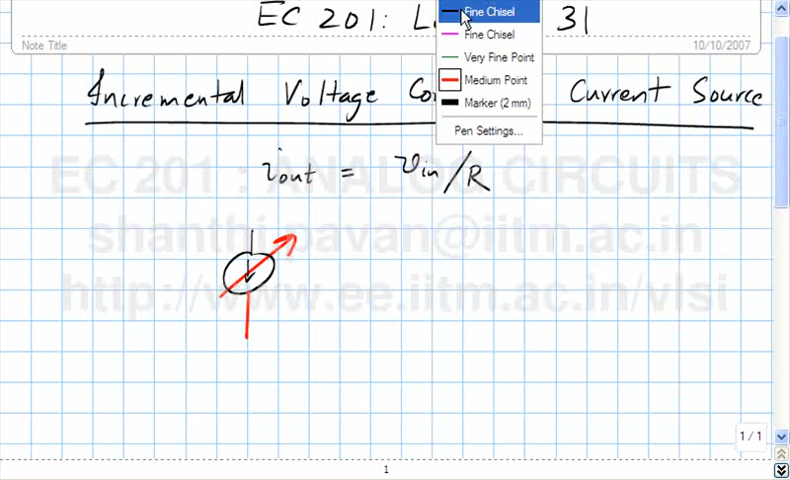 EC 201: L 31
Note Title
10/10/2007
Fine Chisel
Fine Chisel
Very Fine Point
Medium Point
Marker (2 mm)
Pen Settings...
Incremental Voltage Co Current Source
iout = vin/R
EC 201 : ANALOG CIRCUITS
shanthi.pavan@iitm.ac.in
http://www.ee.iitm.ac.in/vlsi
1 / 1
1